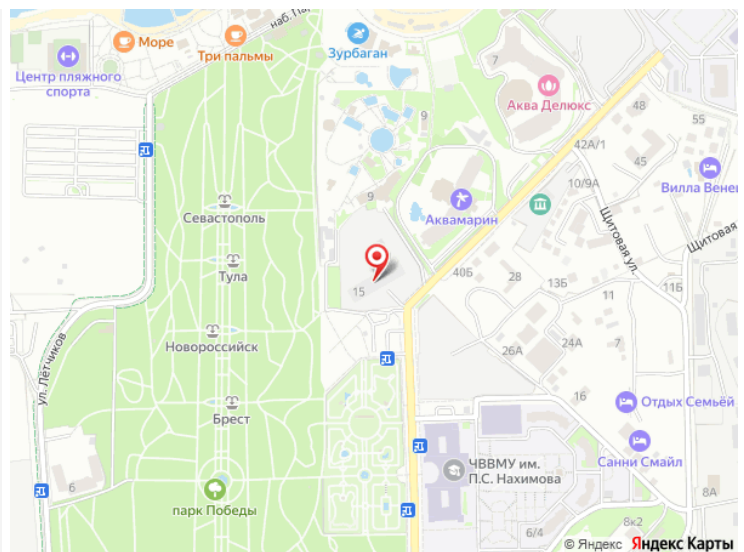 наб. Па
Море
Три пальмы
Зурбаган
7
Центр пляжного
спорта
Аква Делюкс
48
55
42А/1
9
45
10/9А
Вилла Вене
9
Аквамарин
Севастополь
Щитовая ул.
Щитовая
Тула
15
40Б
28
13Б
11
11Б
Новороссийск
ул. Лётчиков
26А
24А
7
16
Отдых Семьёй
Брест
Санни Смайл
6
ЧВВМУ им.
П.С. Нахимова
8А
парк Победы
8к2
6/4
© Яндекс Яндекс Карты